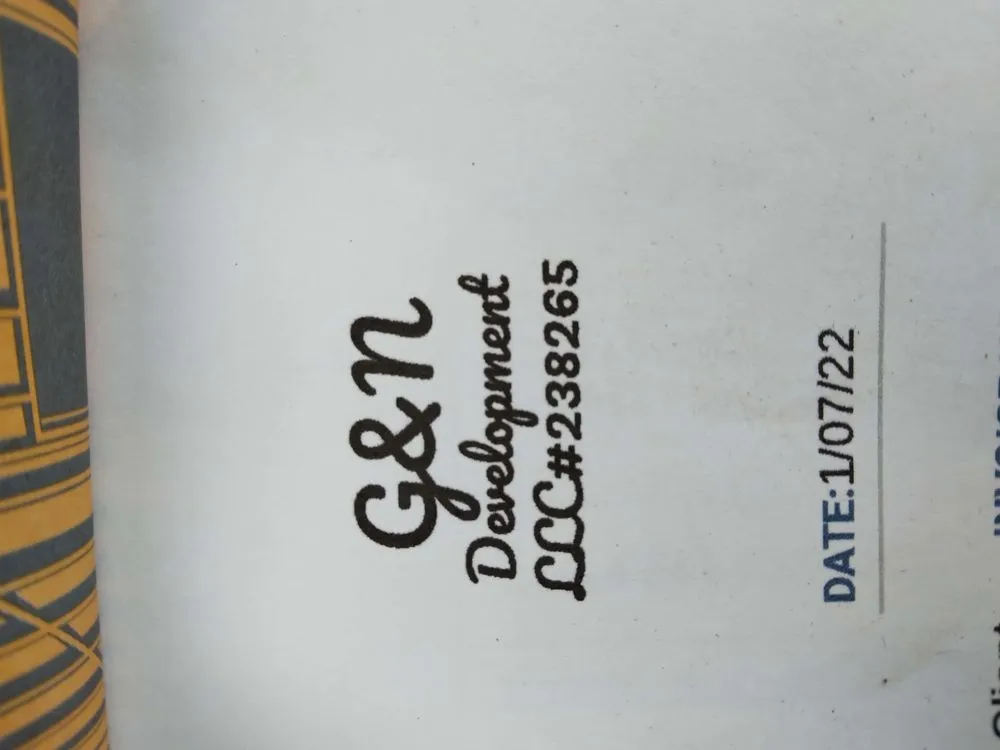 G&N
Development
LLC#238265
DATE:1/07/22